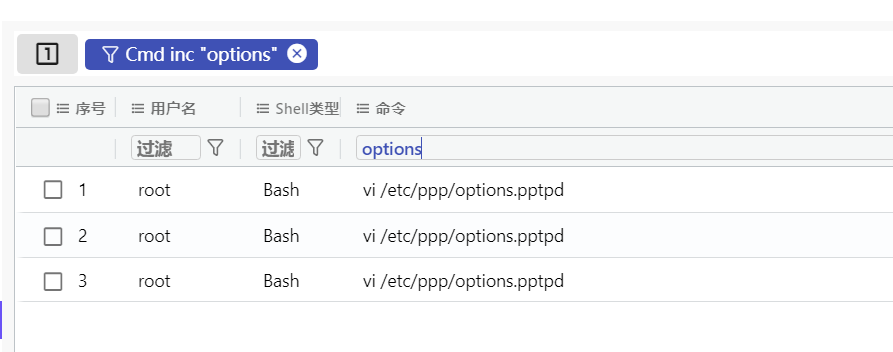 1
Cmd inc "options"
序号 用户名 Shell类型 命令
过滤 过滤 options
1 root Bash vi /etc/ppp/options.pptpd
2 root Bash vi /etc/ppp/options.pptpd
3 root Bash vi /etc/ppp/options.pptpd